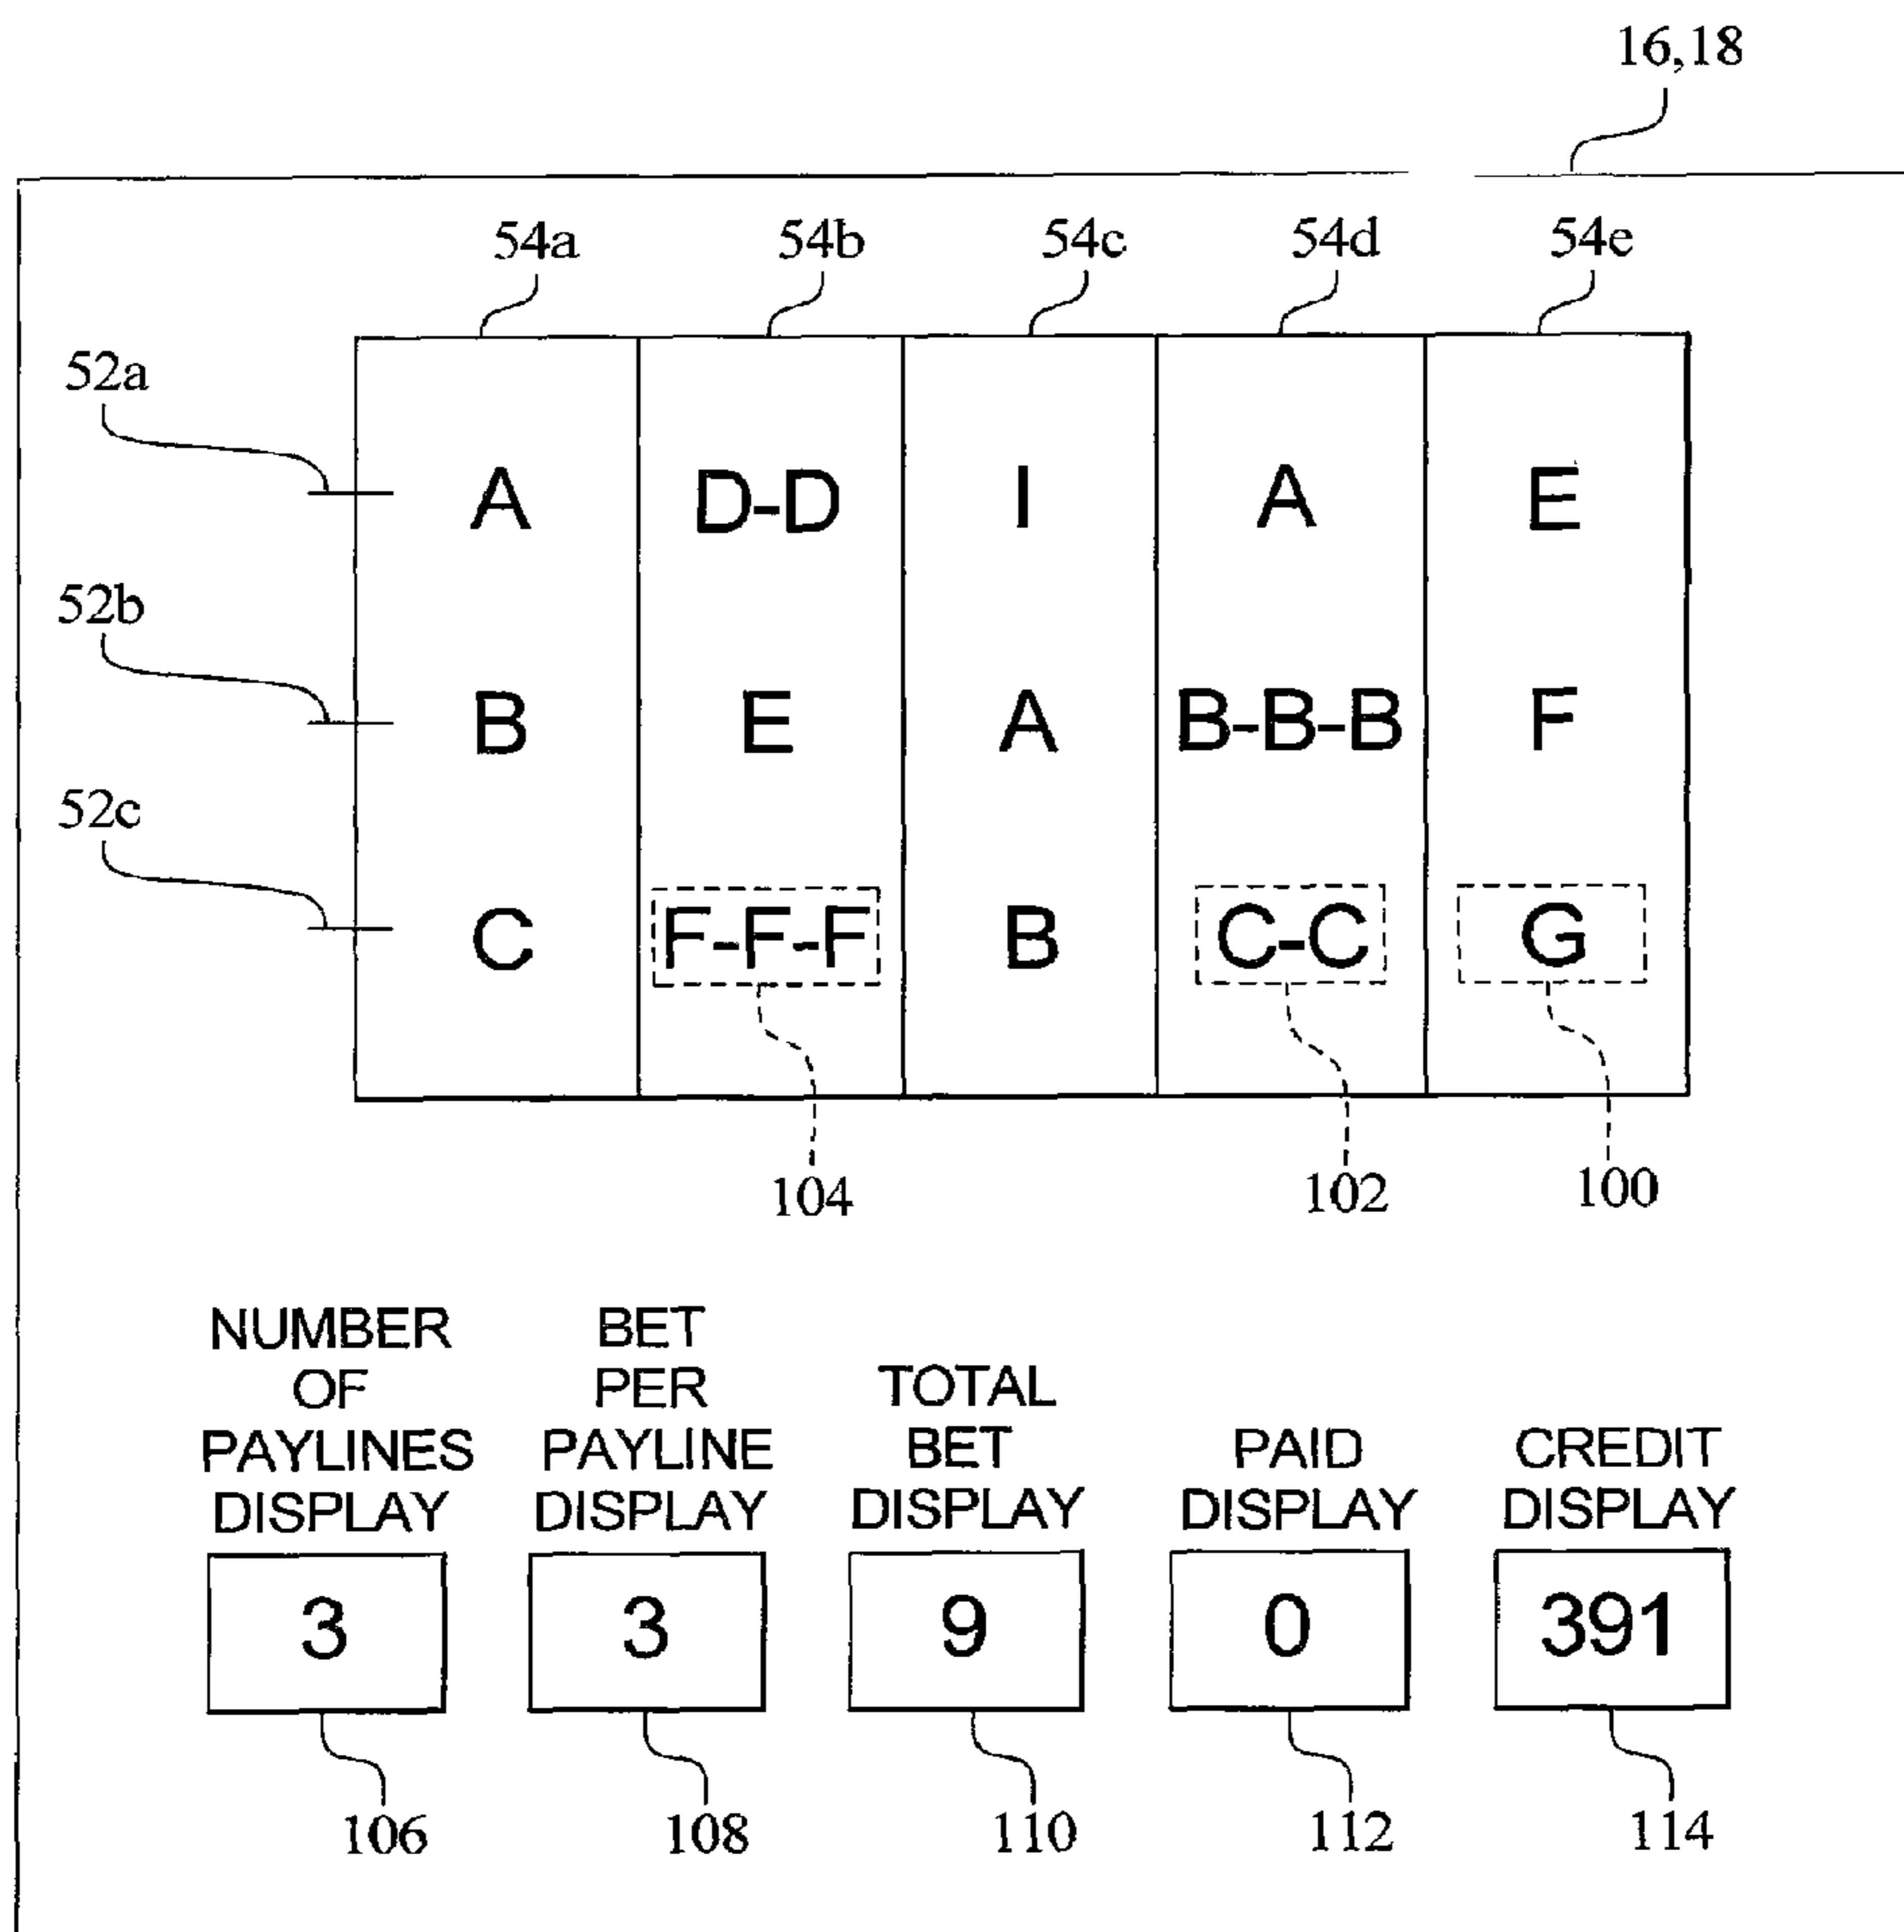 16,18
54a 54b 54c 54d 54e
52a
A D-D I A E
52b
B E A B-B-B F
52c
C F-F-F B C-C G
104 102 100
NUMBER
OF
PAYLINES
DISPLAY
3
106
BET
PER
PAYLINE
DISPLAY
3
108
TOTAL
BET
DISPLAY
9
110
PAID
DISPLAY
0
112
CREDIT
DISPLAY
391
114